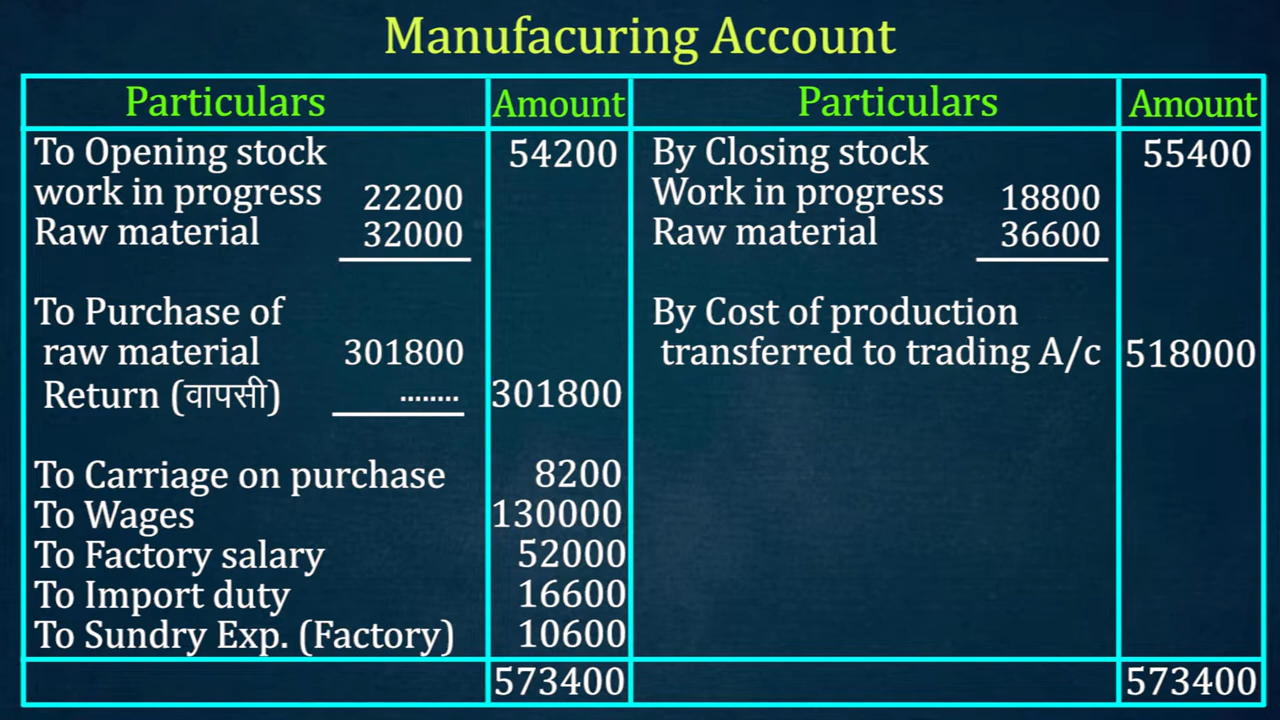 Manufacuring Account
Particulars Amount Particulars Amount
To Opening stock 54200
work in progress 22200
Raw material 32000
To Purchase of
raw material 301800
Return (वापसी) ........ 301800
To Carriage on purchase 8200
To Wages 130000
To Factory salary 52000
To Import duty 16600
To Sundry Exp. (Factory) 10600
573400
By Closing stock 55400
Work in progress 18800
Raw material 36600
By Cost of production
transferred to trading A/c 518000
573400